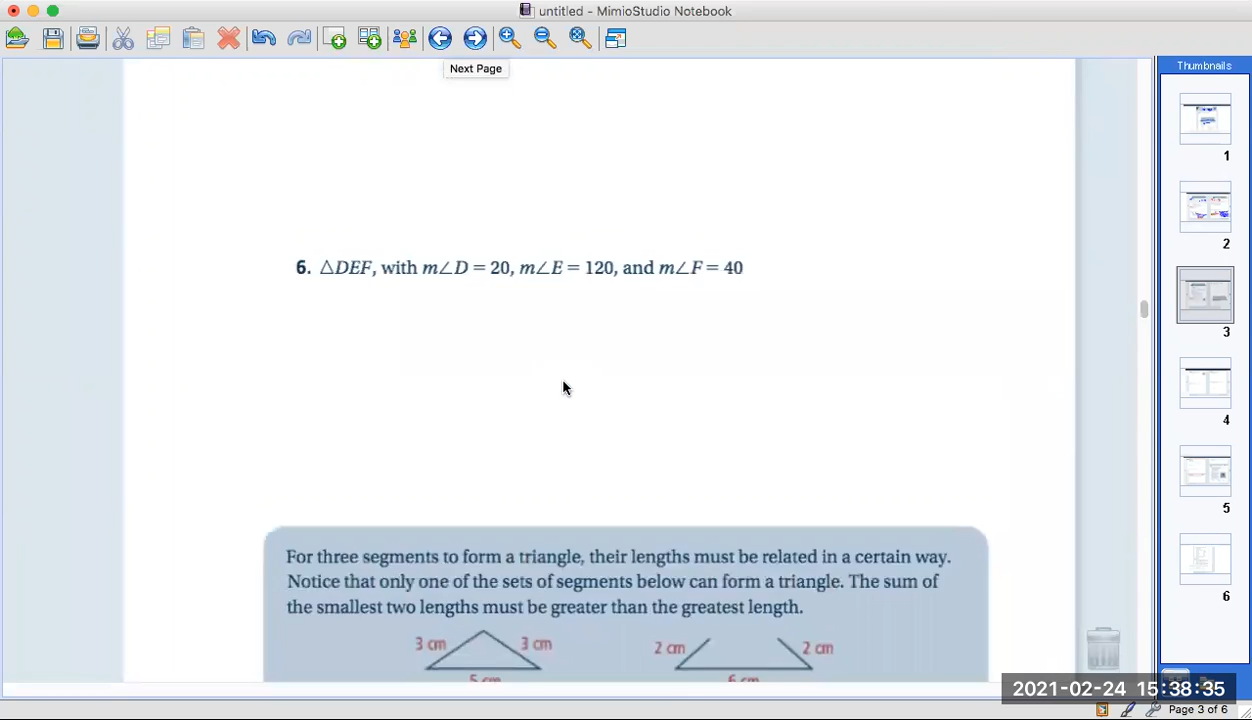 untitled - MimioStudio Notebook
Next Page
Thumbnails
1
2
3
4
5
6
6. △DEF, with m∠D = 20, m∠E = 120, and m∠F = 40
For three segments to form a triangle, their lengths must be related in a certain way.
Notice that only one of the sets of segments below can form a triangle. The sum of
the smallest two lengths must be greater than the greatest length.
3 cm 3 cm 2 cm 2 cm
5 cm 6 cm
2021-02-24 15:38:35
Page 3 of 6